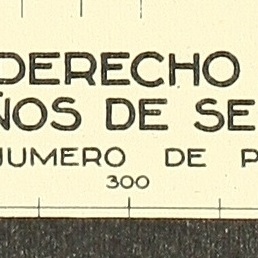 DERECHO
ÑOS DE SE
NUMERO DE P
300